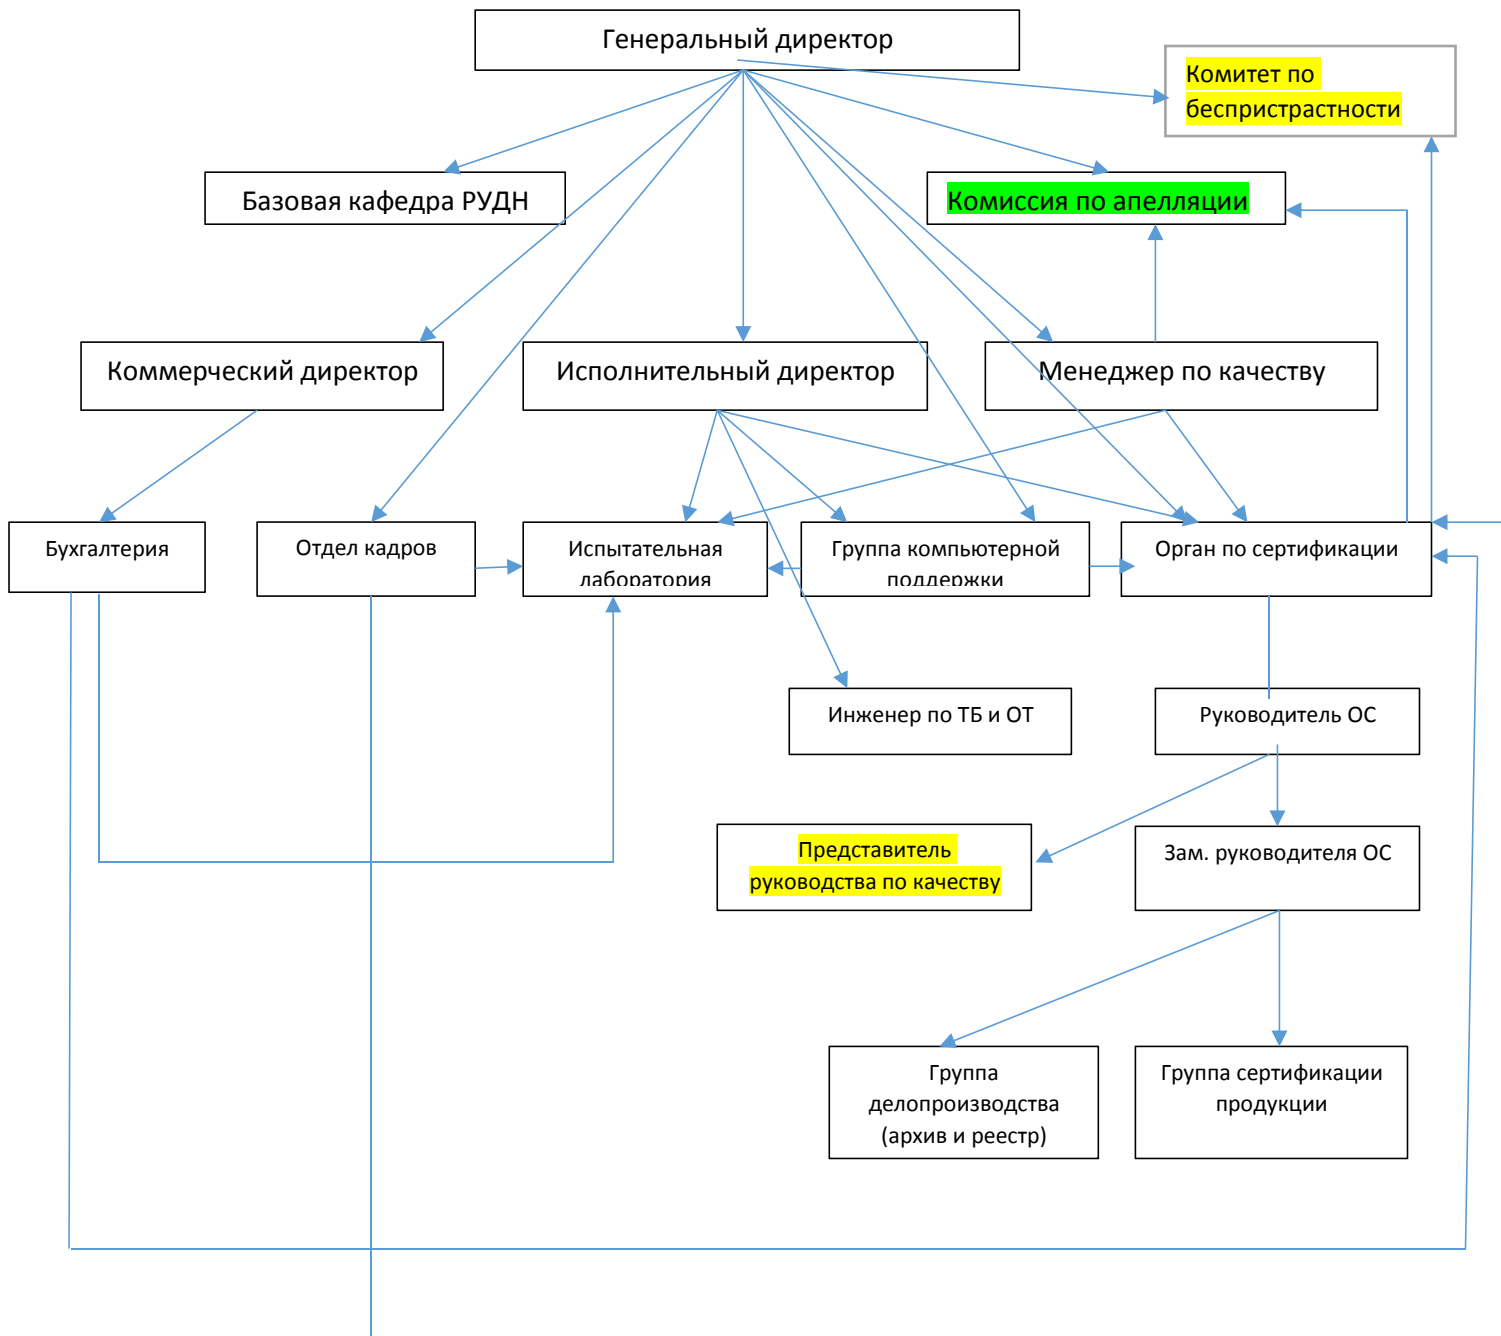 Генеральный директор
Комитет по
беспристрастности
Базовая кафедра РУДН
Комиссия по апелляции
Коммерческий директор
Исполнительный директор
Менеджер по качеству
Бухгалтерия
Отдел кадров
Испытательная
лаборатория
Группа компьютерной
поддержки
Орган по сертификации
Инженер по ТБ и ОТ
Руководитель ОС
Представитель
руководства по качеству
Зам. руководителя ОС
Группа
делопроизводства
(архив и реестр)
Группа сертификации
продукции